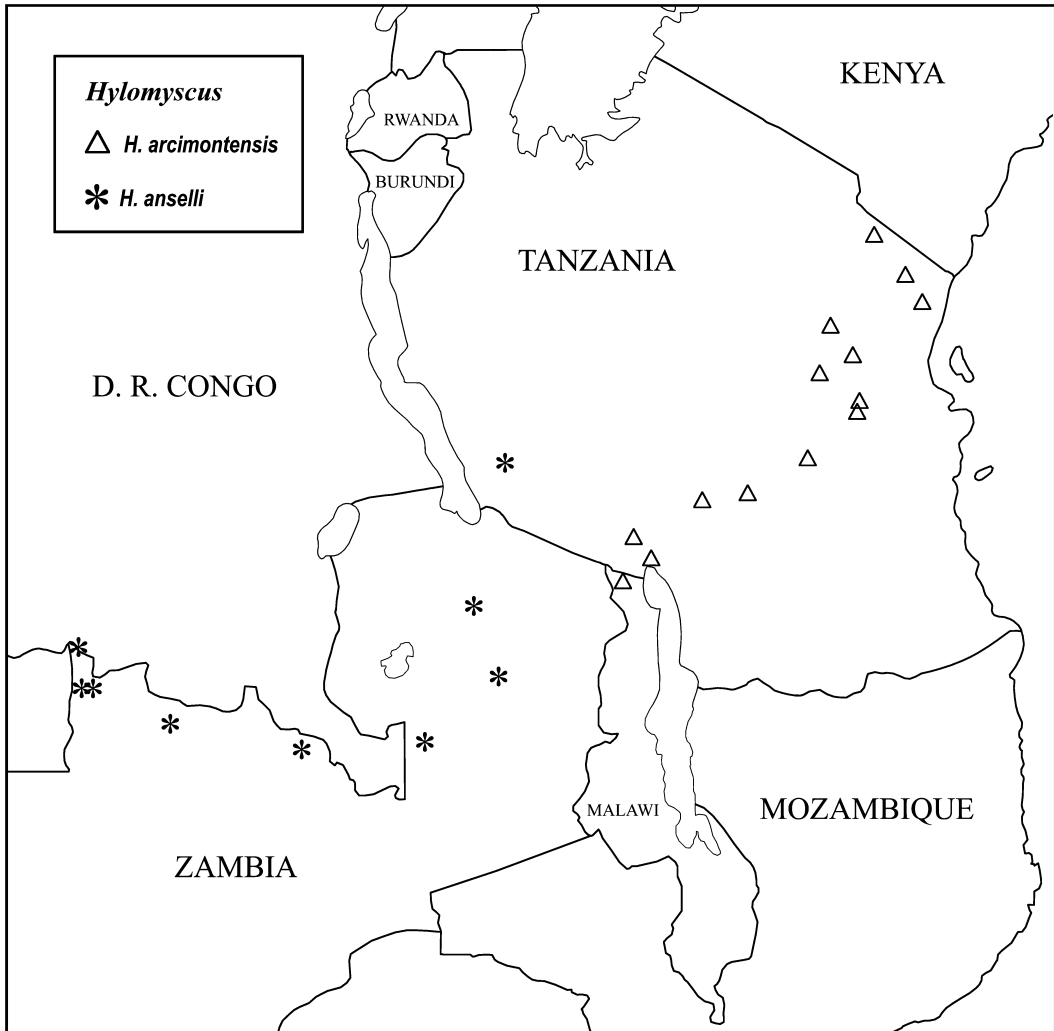 Hylomyscus
H. arcimontensis
H. anselli
KENYA
RWANDA
BURUNDI
TANZANIA
D. R. CONGO
MALAWI
MOZAMBIQUE
ZAMBIA